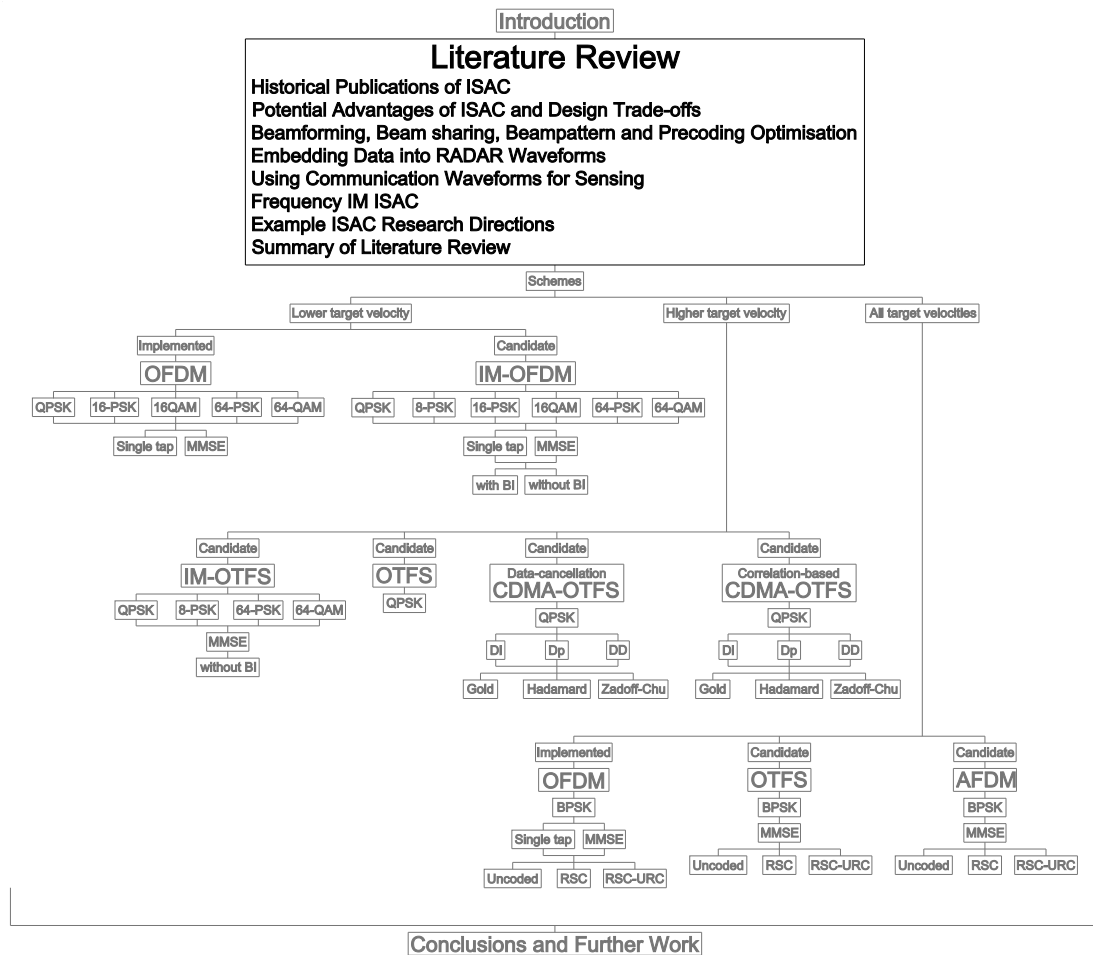 Introduction
Literature Review
Historical Publications of ISAC
Potential Advantages of ISAC and Design Trade-offs
Beamforming, Beam sharing, Beampattern and Precoding Optimisation
Embedding Data into RADAR Waveforms
Using Communication Waveforms for Sensing
Frequency IM ISAC
Example ISAC Research Directions
Summary of Literature Review
Schemes
Lower target velocity Higher target velocity All target velocities
Implemented Candidate
OFDM IM-OFDM
QPSK 16-PSK 16QAM 64-PSK 64-QAM QPSK 8-PSK 16-PSK 16QAM 64-PSK 64-QAM
Single tap MMSE Single tap MMSE
with BI without BI
Candidate Candidate Candidate Candidate
IM-OTFS OTFS Data-cancellation Correlation-based
CDMA-OTFS CDMA-OTFS
QPSK 8-PSK 64-PSK 64-QAM QPSK QPSK QPSK
MMSE DI Dp DD DI Dp DD
without BI Gold Hadamard Zadoff-Chu Gold Hadamard Zadoff-Chu
Implemented Candidate Candidate
OFDM OTFS AFDM
BPSK BPSK BPSK
Single tap MMSE MMSE MMSE
Uncoded RSC RSC-URC Uncoded RSC RSC-URC Uncoded RSC RSC-URC
Conclusions and Further Work